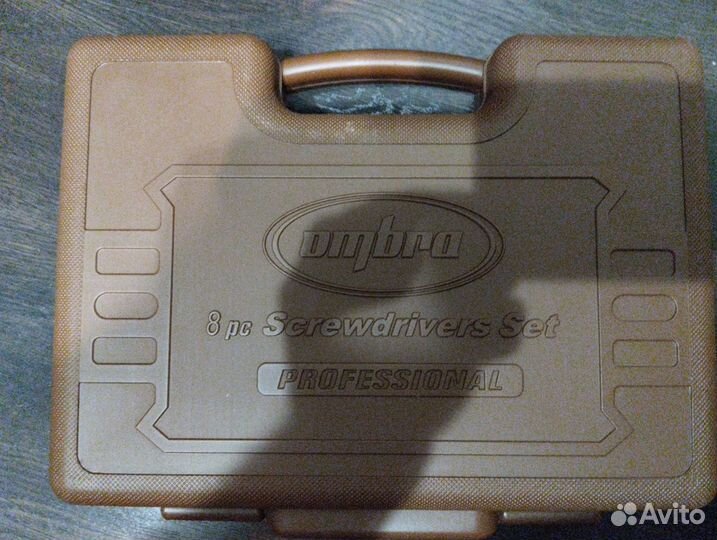 ombra
8 pc Screwdrivers Set
PROFESSIONAL
Avito